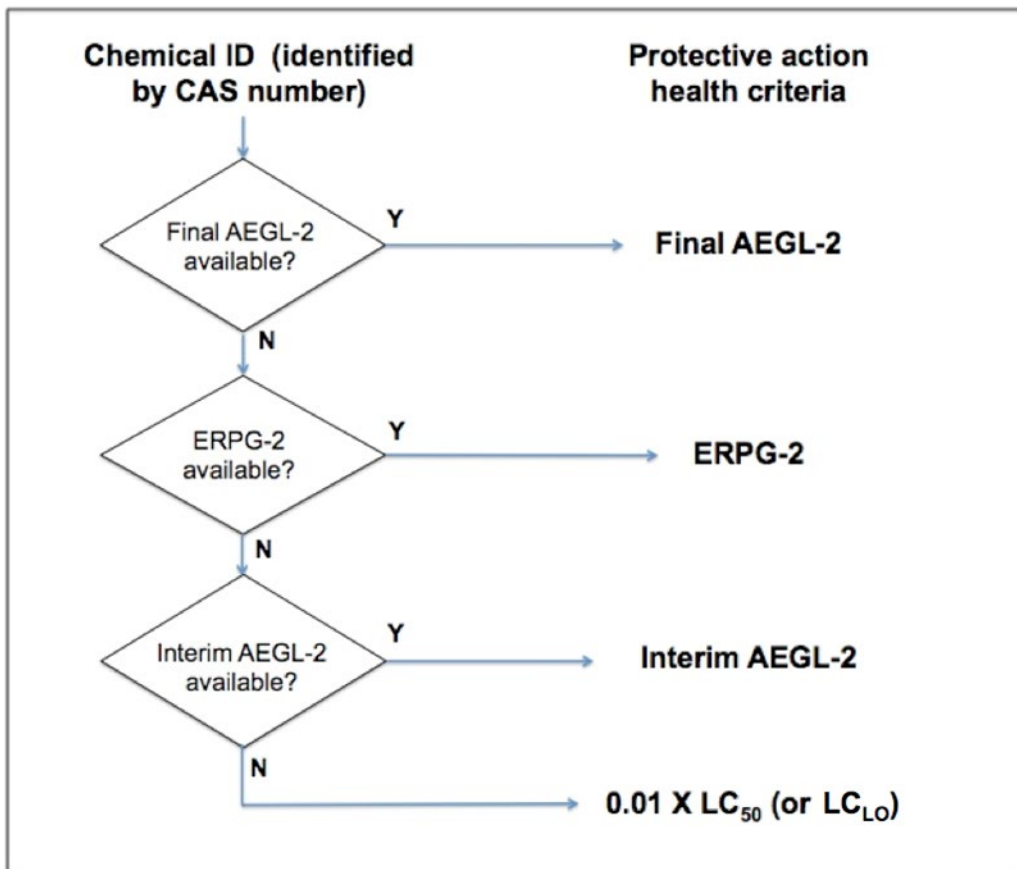 Chemical ID (identified
by CAS number)
Protective action
health criteria
Final AEGL-2
available?
Y
Final AEGL-2
N
ERPG-2
available?
Y
ERPG-2
N
Interim AEGL-2
available?
Y
Interim AEGL-2
N
0.01 X LC50 (or LCLO)